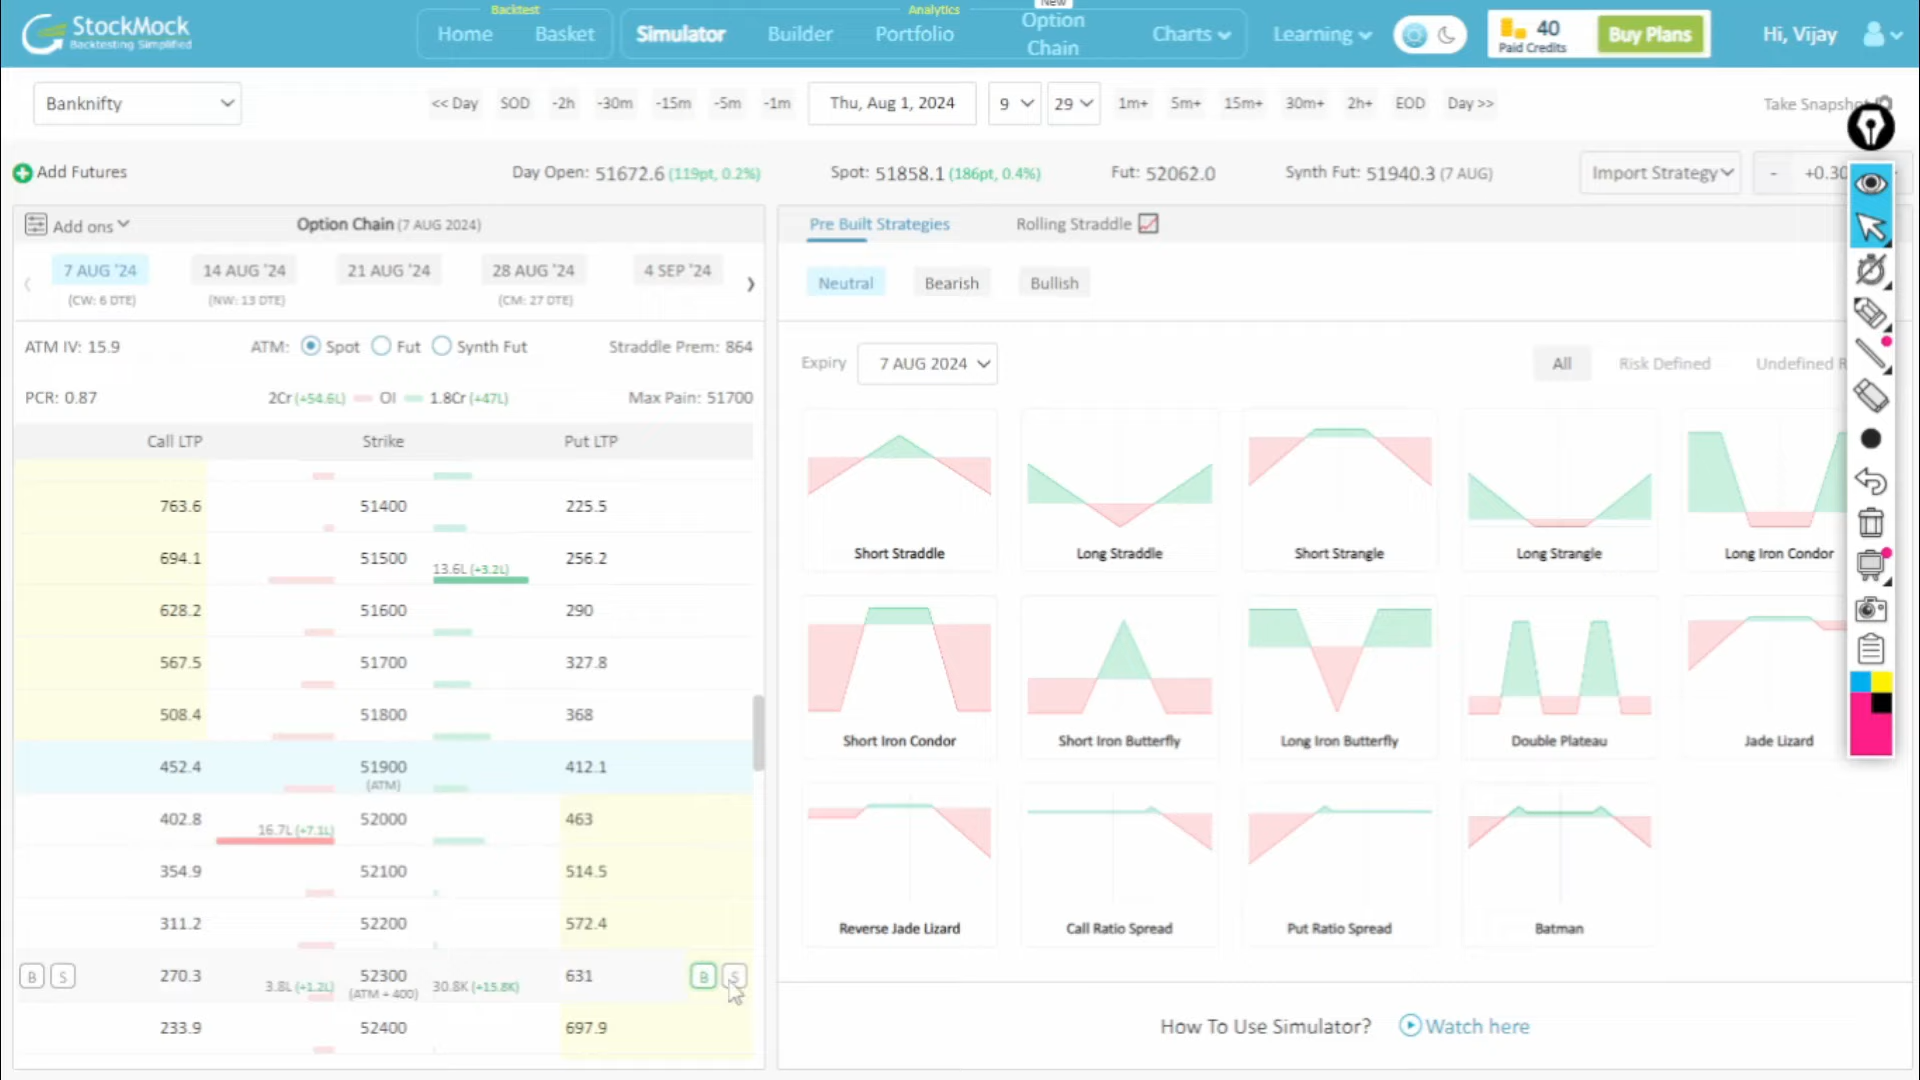 StockMock
Backtesting Simplified
Backtest
Home
Basket
Simulator
Builder
Analytics
Portfolio
New
Option
Chain
Charts
Learning
40
Paid Credits
Buy Plans
Hi, Vijay
Banknifty
<< Day
SOD
-2h
-30m
-15m
-5m
-1m
Thu, Aug 1, 2024
9
29
1m+
5m+
15m+
30m+
2h+
EOD
Day >>
Take Snapshot
Add Futures
Day Open: 51672.6 (119pt, 0.2%)
Spot: 51858.1 (186pt, 0.4%)
Fut: 52062.0
Synth Fut: 51940.3 (7 AUG)
Import Strategy
-
+0.30
Add ons
Option Chain (7 AUG 2024)
7 AUG '24
(CW: 6 DTE)
14 AUG '24
(NW: 13 DTE)
21 AUG '24
28 AUG '24
(CM: 27 DTE)
4 SEP '24
ATM IV: 15.9
ATM:
Spot
Fut
Synth Fut
Straddle Prem: 864
PCR: 0.87
2Cr (+54.6L)
OI
1.8Cr (+47L)
Max Pain: 51700
Call LTP
Strike
Put LTP
763.6 51400 225.5
694.1 51500 13.6L (+3.2L) 256.2
628.2 51600 290
567.5 51700 327.8
508.4 51800 368
452.4 51900 412.1
(ATM)
402.8 16.7L (+7.1L) 52000 463
354.9 52100 514.5
311.2 52200 572.4
B S 270.3 3.8L (+1.2L) 52300 30.8K (+15.8K) 631 B S
(ATM + 400)
233.9 52400 697.9
Pre Built Strategies
Rolling Straddle
Neutral
Bearish
Bullish
Expiry
7 AUG 2024
All
Risk Defined
Undefined R
Short Straddle
Long Straddle
Short Strangle
Long Strangle
Long Iron Condor
Short Iron Condor
Short Iron Butterfly
Long Iron Butterfly
Double Plateau
Jade Lizard
Reverse Jade Lizard
Call Ratio Spread
Put Ratio Spread
Batman
How To Use Simulator?
Watch here